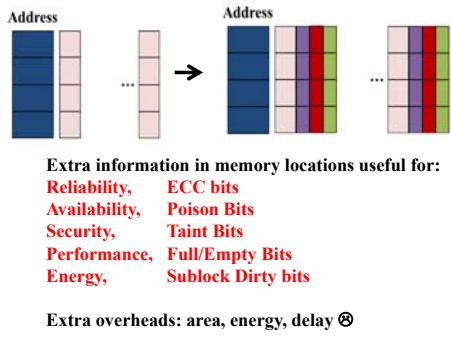 Address
Address
...
...
Extra information in memory locations useful for:
Reliability, ECC bits
Availability, Poison Bits
Security, Taint Bits
Performance, Full/Empty Bits
Energy, Sublock Dirty bits
Extra overheads: area, energy, delay ☹